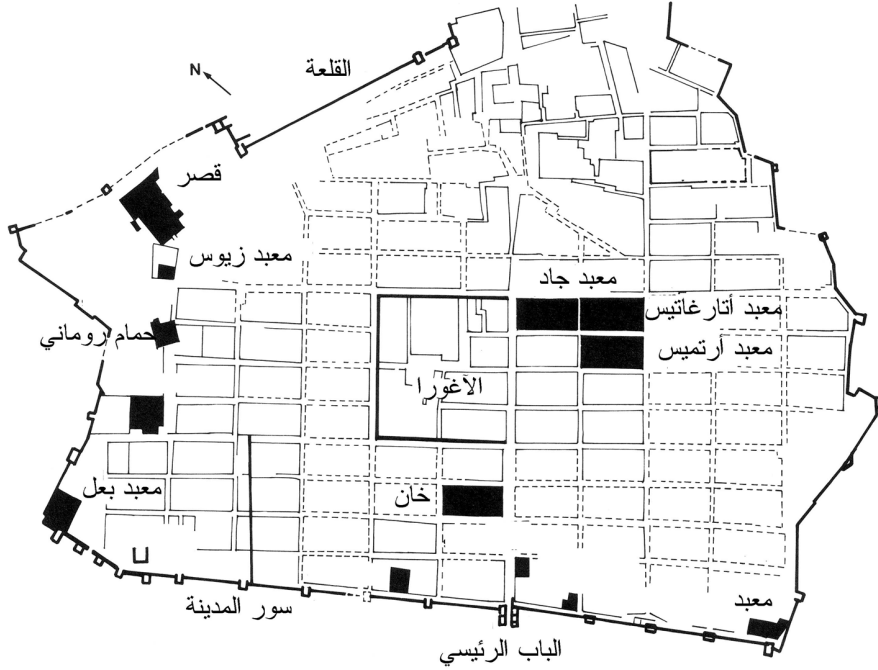 القلعة
N
قصر
معبد زيوس
معبد جاد
معبد أتارغاتيس
حمام روماني
معبد أرتميس
الآغورا
معبد بعل
خان
معبد
سور المدينة
الباب الرئيسي